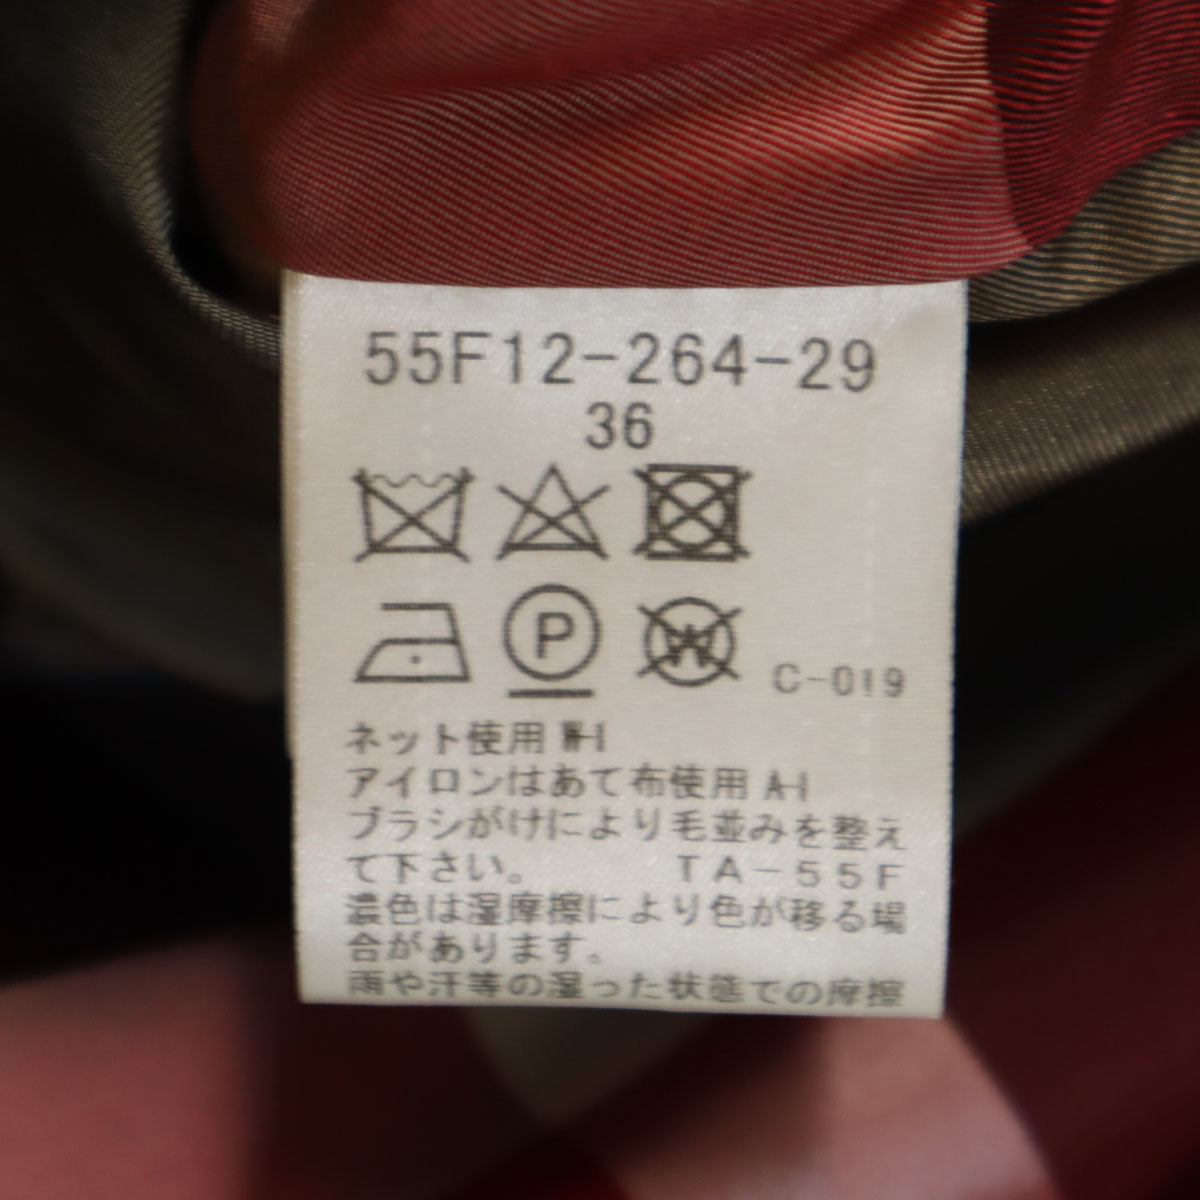 55F12-264-29
36
P
W
C-019
ネット使用 N-1
アイロンはあて布使用 A-1
ブラシがけにより毛並みを整え
て下さい。 TA-55F
濃色は湿摩擦により色が移る場
合があります。
雨や汗等の湿った状態での摩擦